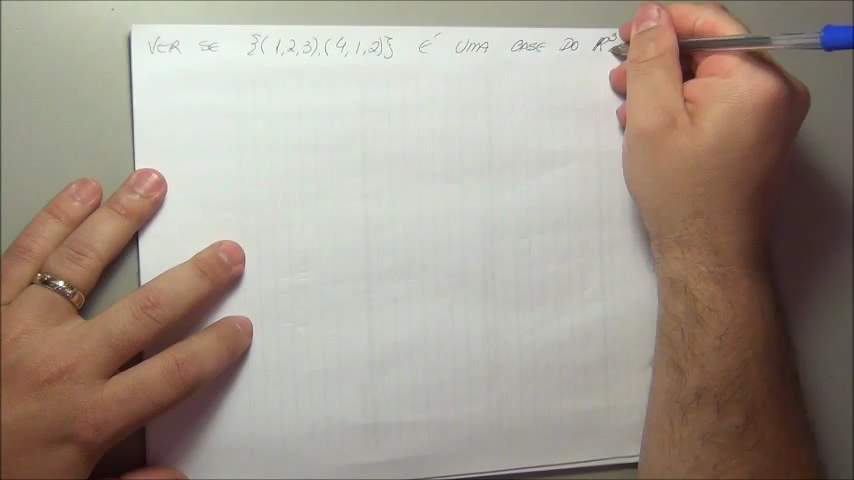 VER SE {(1,2,3),(4,1,2)} É UMA BASE DO R³